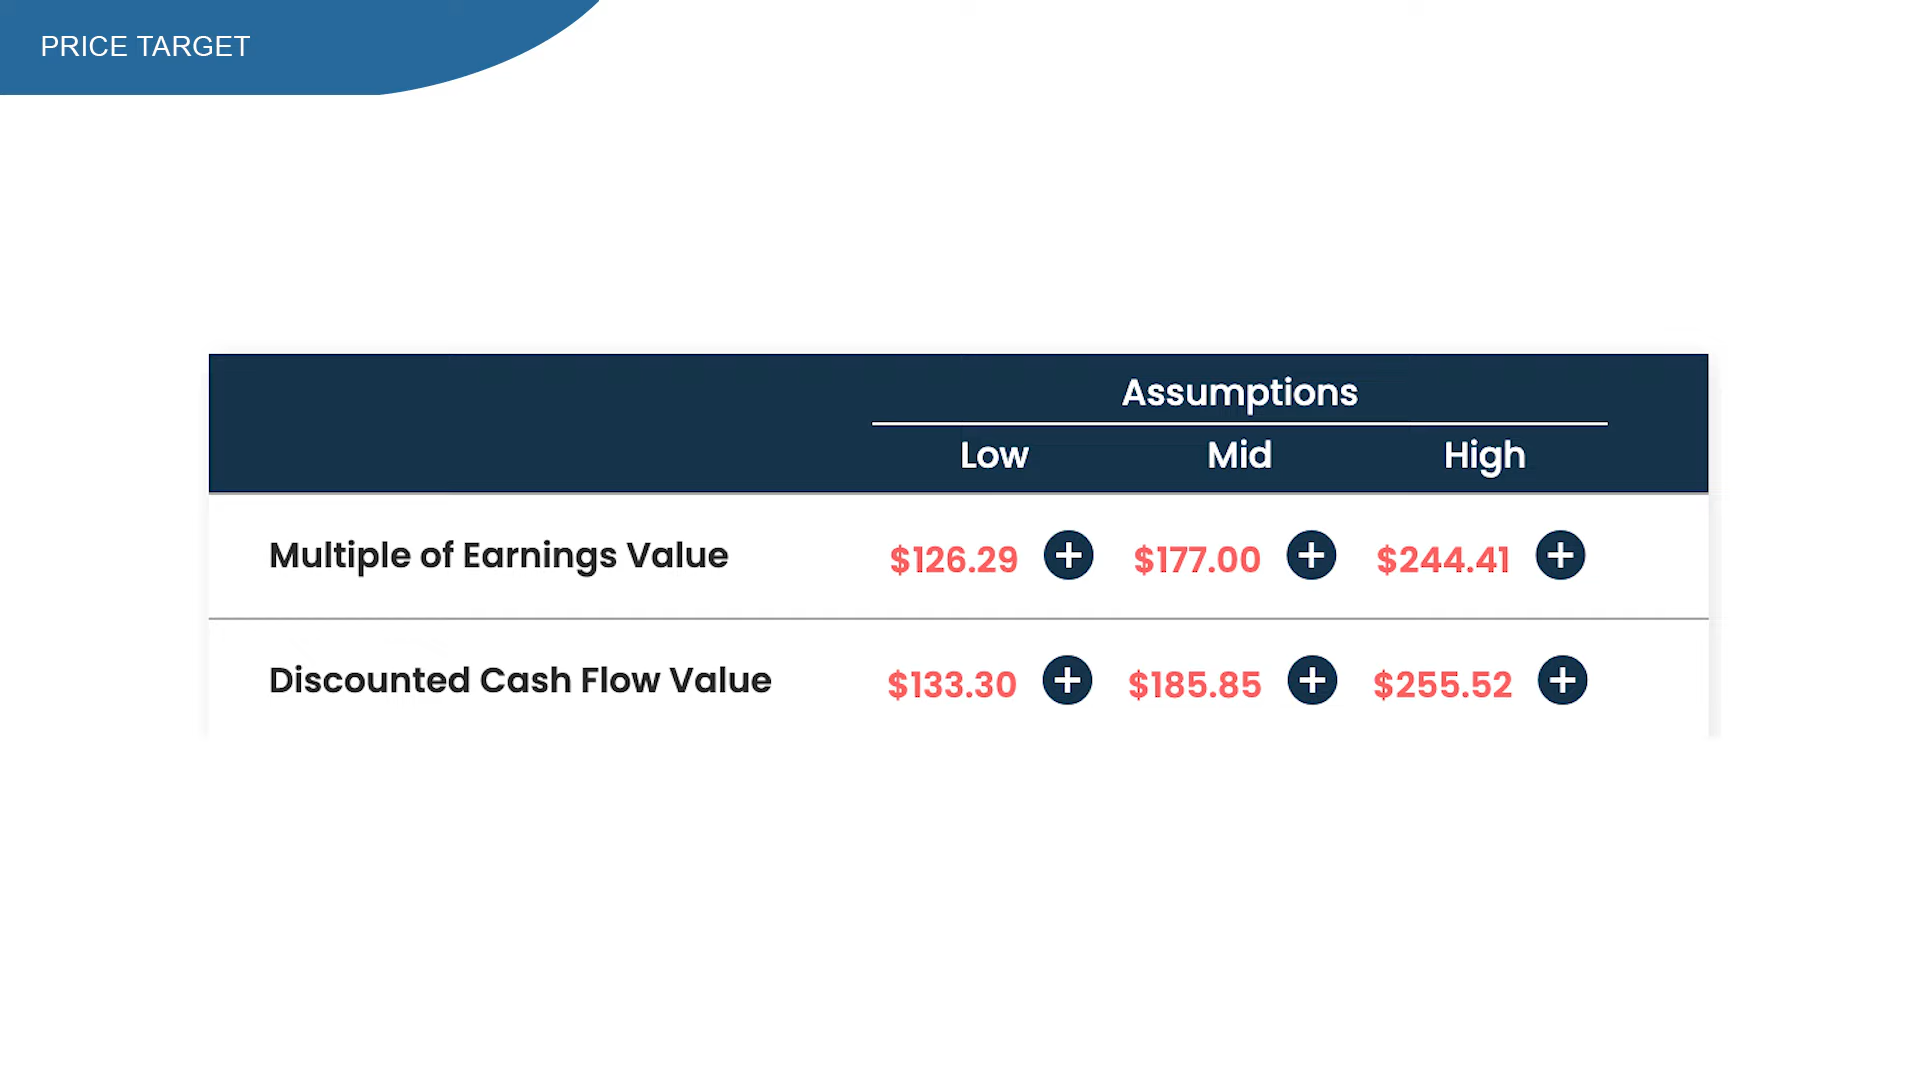 PRICE TARGET
Assumptions
Low Mid High
Multiple of Earnings Value $126.29 + $177.00 + $244.41 +
Discounted Cash Flow Value $133.30 + $185.85 + $255.52 +